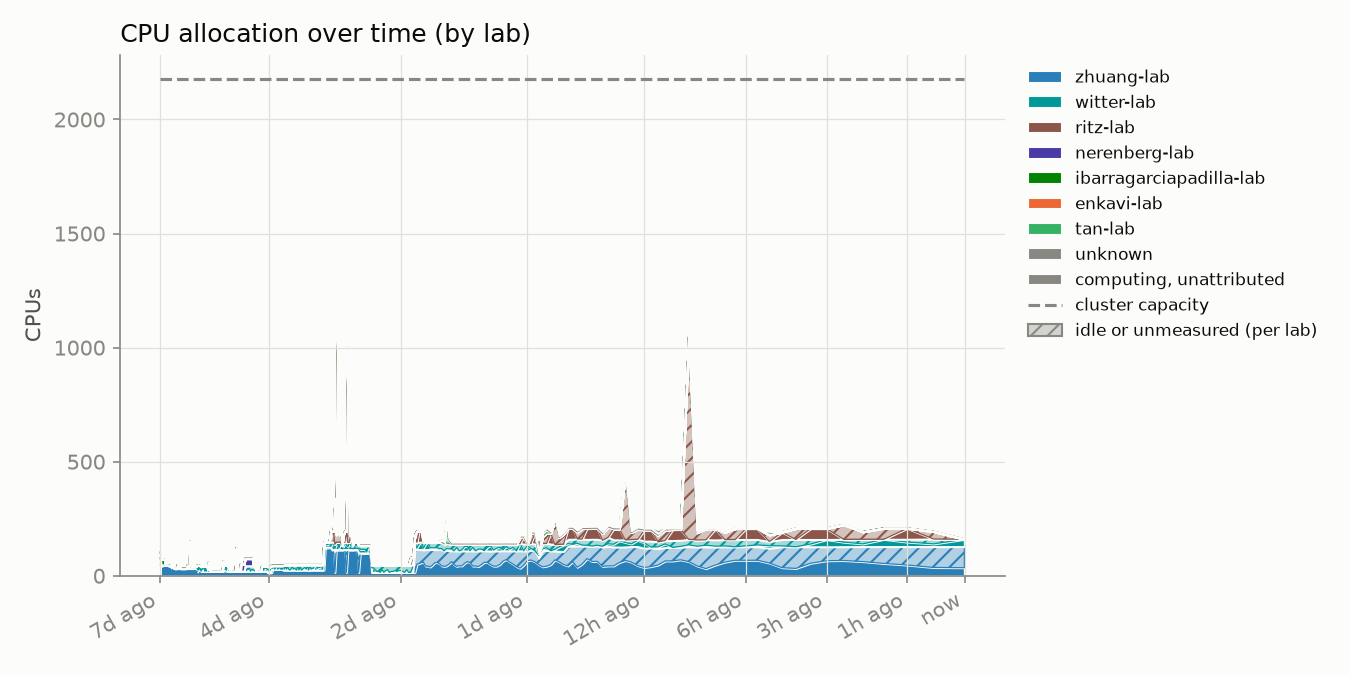 CPU allocation over time (by lab)
CPUs
2000
1500
1000
500
0
7d ago
4d ago
2d ago
1d ago
12h ago
6h ago
3h ago
1h ago
now
zhuang-lab
witter-lab
ritz-lab
nerenberg-lab
ibarragarciapadilla-lab
enkavi-lab
tan-lab
unknown
computing, unattributed
cluster capacity
idle or unmeasured (per lab)